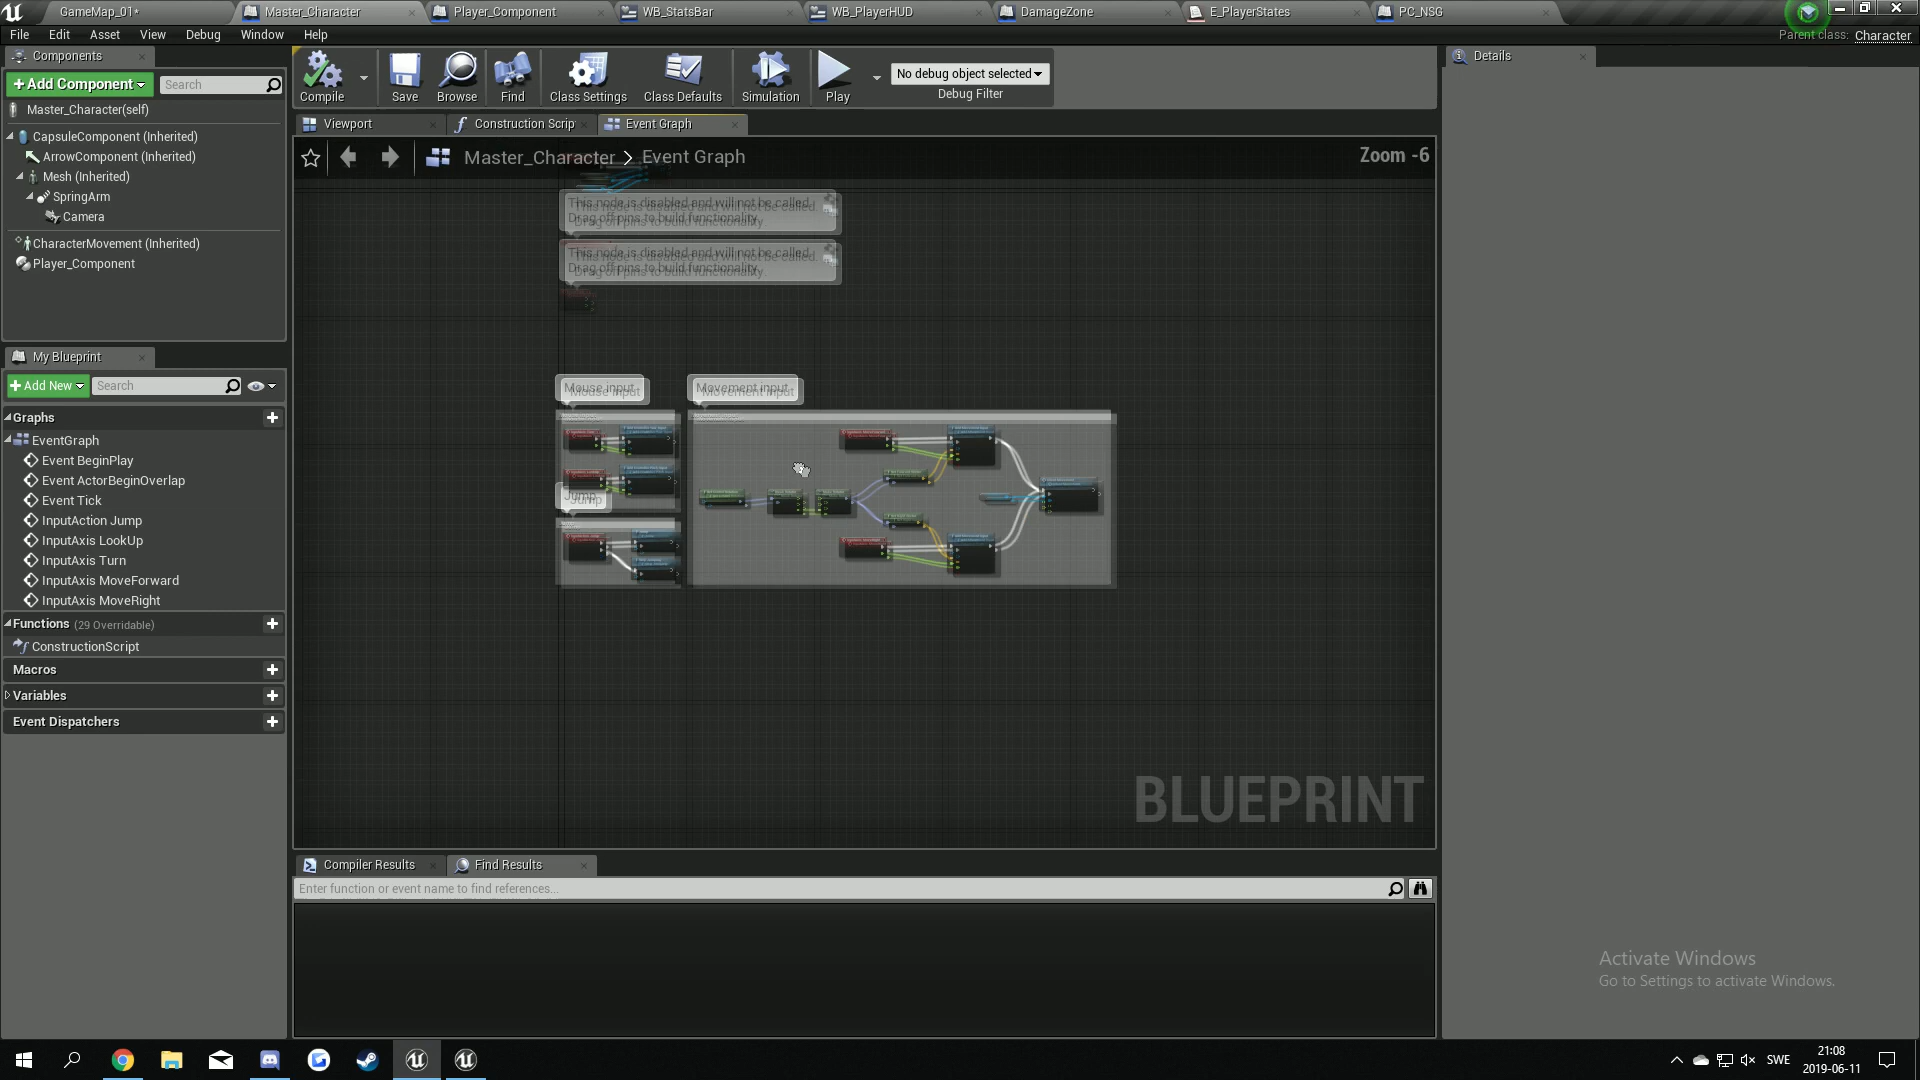 GameMap_01*
Master_Character
Player_Component
WB_StatsBar
WB_PlayerHUD
DamageZone
E_PlayerStates
PC_NSG
File Edit Asset View Debug Window Help
Parent class: Character
Components
+Add Component
Search
Master_Character(self)
CapsuleComponent (Inherited)
ArrowComponent (Inherited)
Mesh (Inherited)
SpringArm
Camera
CharacterMovement (Inherited)
Player_Component
Compile
Save
Browse
Find
Class Settings
Class Defaults
Simulation
Play
No debug object selected
Debug Filter
Viewport
Construction Scrip
Event Graph
Master_Character > Event Graph
Zoom -6
This node is disabled and will not be called.
Drag off pins to build functionality.
This node is disabled and will not be called.
Drag off pins to build functionality.
Mouse input
Movement input
Jump
BLUEPRINT
My Blueprint
+Add New
Search
Graphs
EventGraph
Event BeginPlay
Event ActorBeginOverlap
Event Tick
InputAction Jump
InputAxis LookUp
InputAxis Turn
InputAxis MoveForward
InputAxis MoveRight
Functions (29 Overridable)
ConstructionScript
Macros
Variables
Event Dispatchers
Compiler Results
Find Results
Enter function or event name to find references...
Details
Activate Windows
Go to Settings to activate Windows.
SWE
21:08
2019-06-11